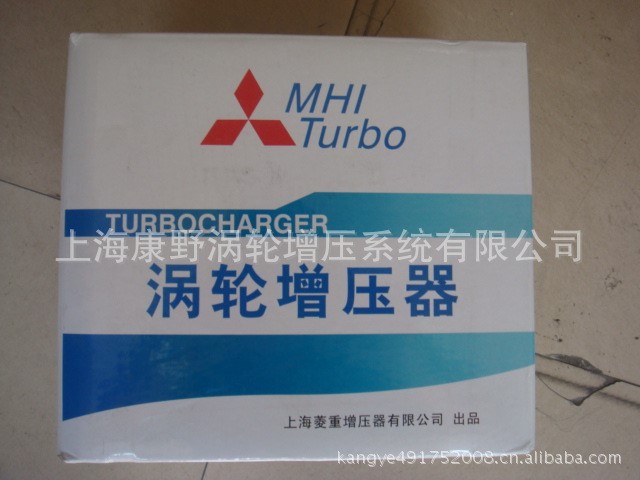 MHI
Turbo
TURBOCHARGER
上海康野涡轮增压系统有限公司
涡轮增压器
上海菱重增压器有限公司 出品
kangye491752008.cn.alibaba.com